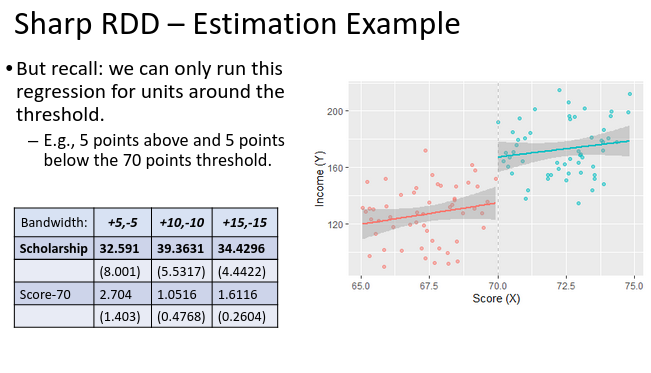 Sharp RDD – Estimation Example
• But recall: we can only run this
regression for units around the
threshold.
– E.g., 5 points above and 5 points
below the 70 points threshold.
Bandwidth: +5,-5 +10,-10 +15,-15
Scholarship 32.591 39.3631 34.4296
(8.001) (5.5317) (4.4422)
Score-70 2.704 1.0516 1.6116
(1.403) (0.4768) (0.2604)
Income (Y)
200
160
120
65.0 67.5 70.0 72.5 75.0
Score (X)